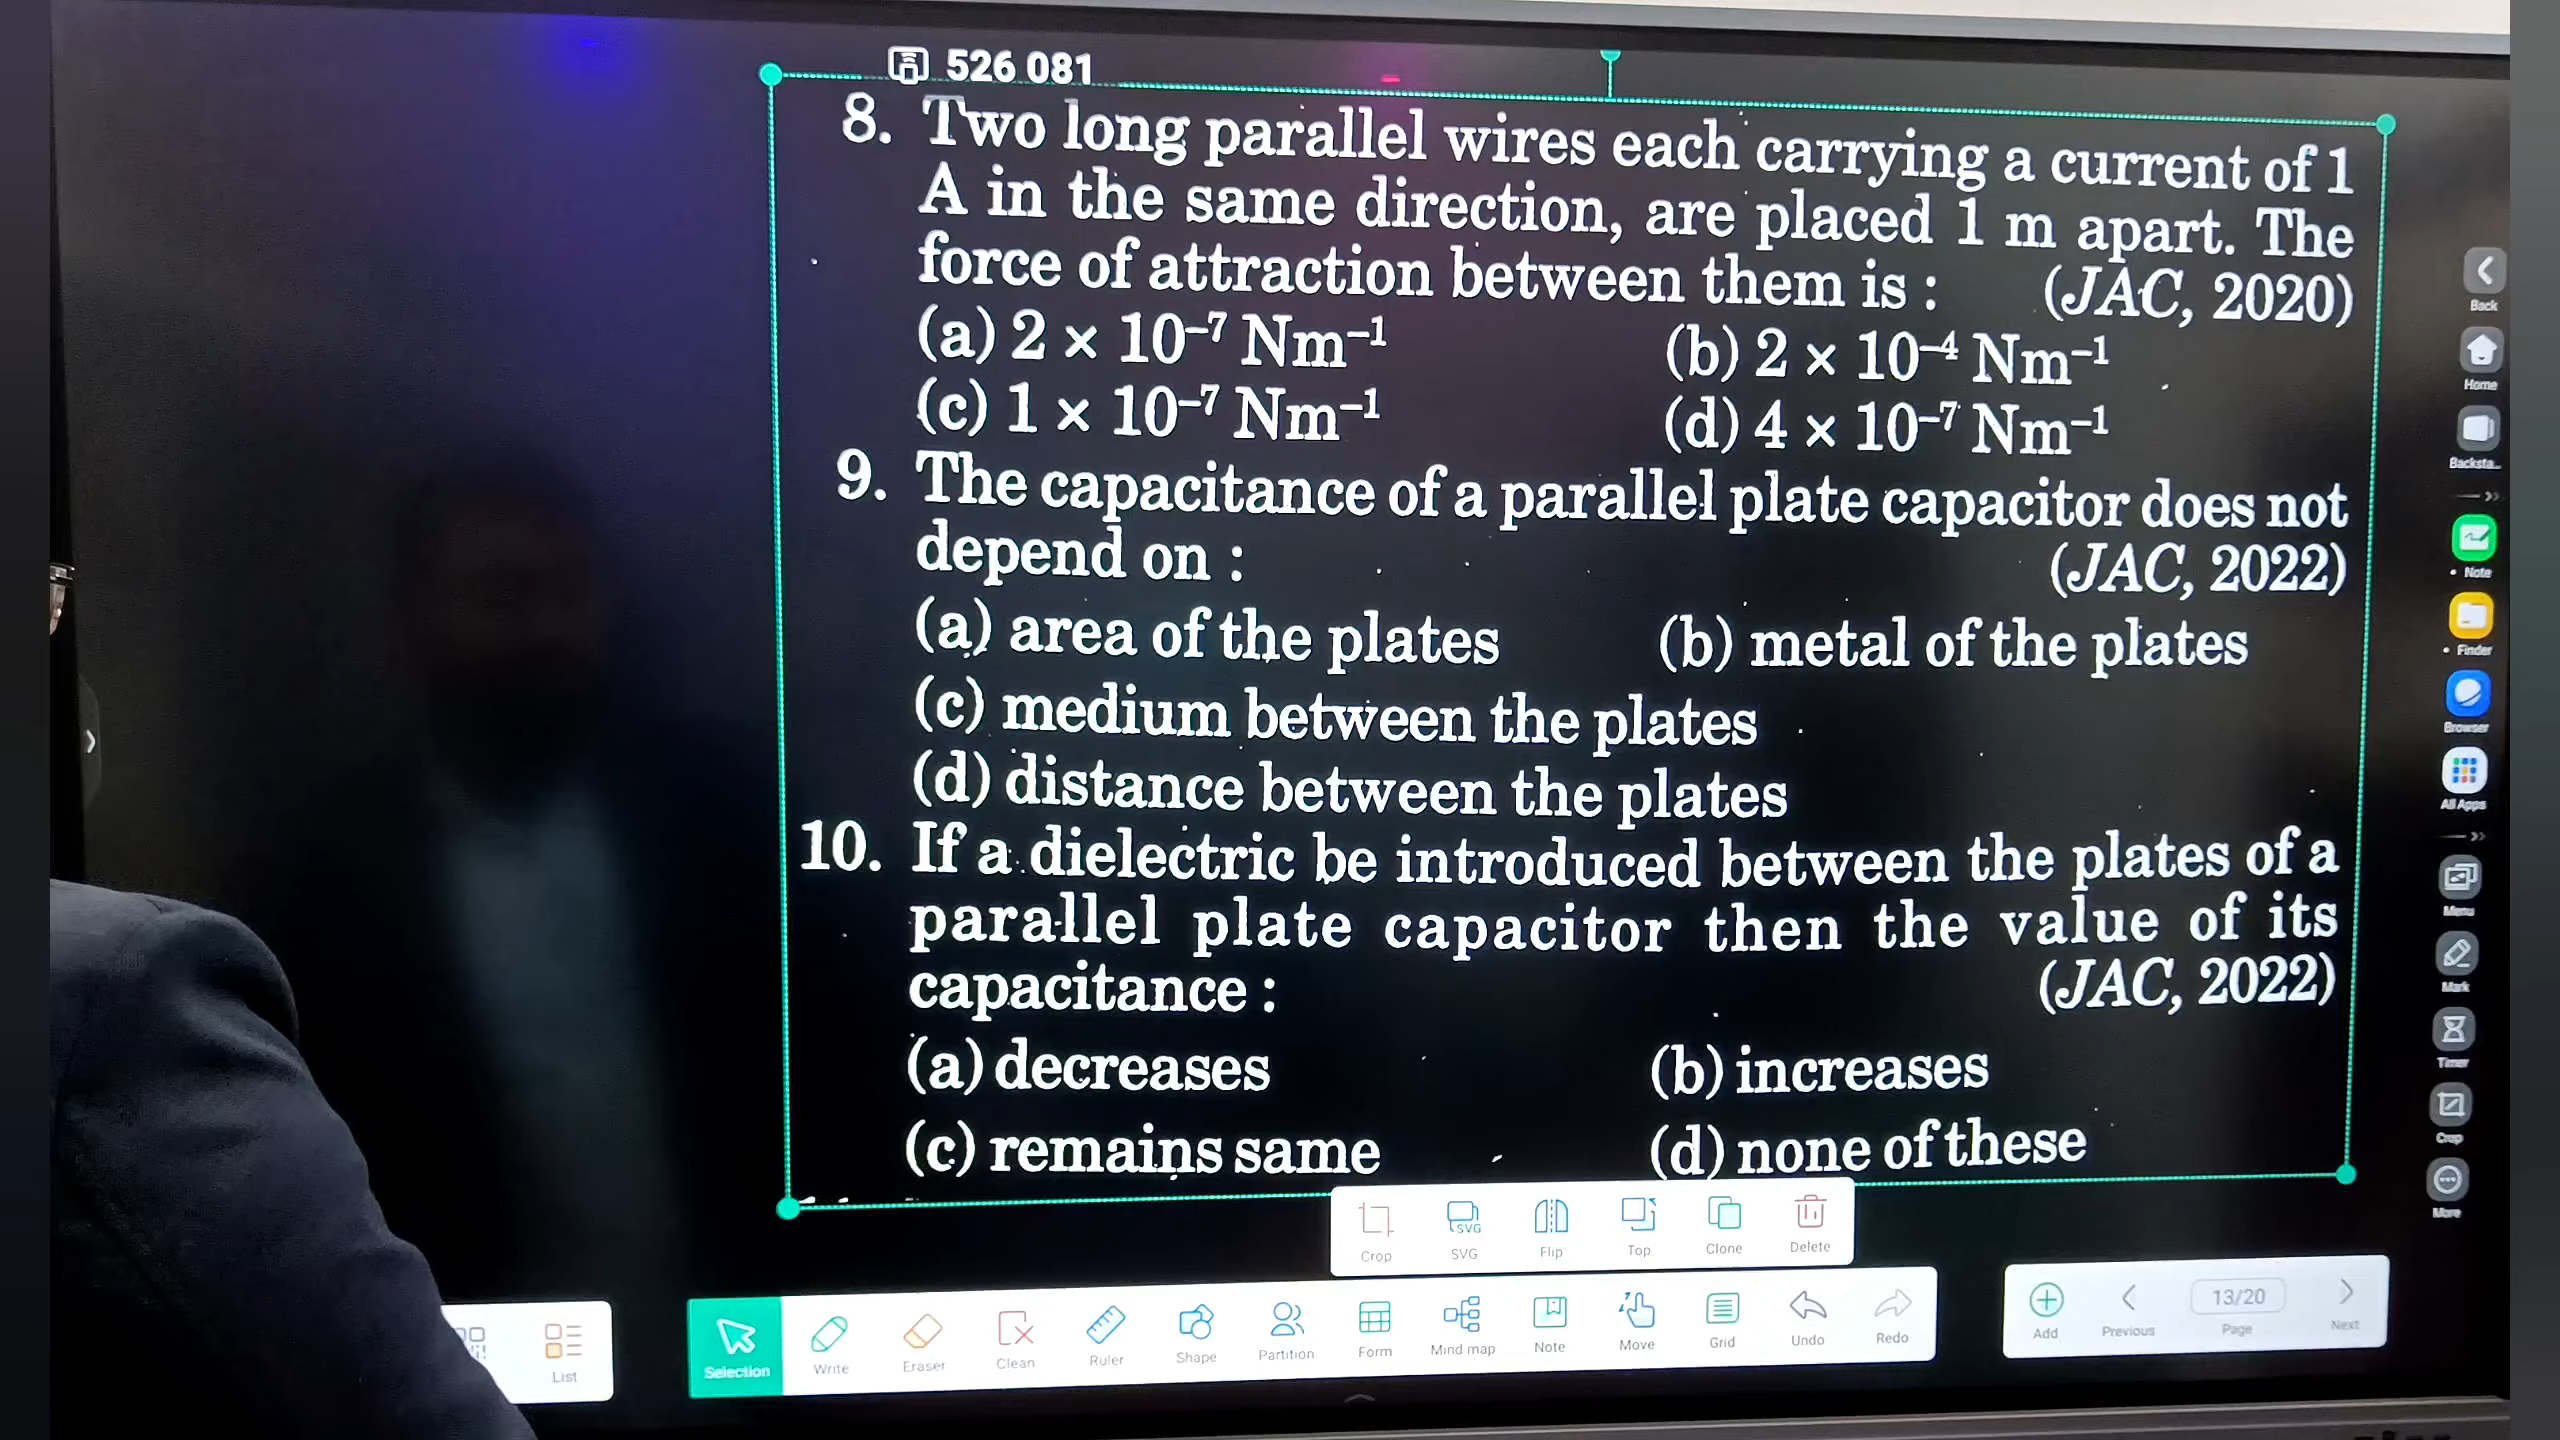 526 081
8. Two long parallel wires each carrying a current of 1
A in the same direction, are placed 1 m apart. The
force of attraction between them is : (JAC, 2020)
(a) 2 × 10⁻⁷ Nm⁻¹ (b) 2 × 10⁻⁴ Nm⁻¹
(c) 1 × 10⁻⁷ Nm⁻¹ (d) 4 × 10⁻⁷ Nm⁻¹
9. The capacitance of a parallel plate capacitor does not
depend on : (JAC, 2022)
(a) area of the plates (b) metal of the plates
(c) medium between the plates
(d) distance between the plates
10. If a dielectric be introduced between the plates of a
parallel plate capacitor then the value of its
capacitance : (JAC, 2022)
(a) decreases (b) increases
(c) remains same (d) none of these
Back
Home
Backsta...
Note
Finder
Browser
All Apps
Menu
Mark
Timer
Crop
More
Crop SVG Flip Top Clone Delete
List
Selection Write Eraser Clean Ruler Shape Partition Form Mind map Note Move Grid Undo Redo
Add Previous 13/20 Page Next